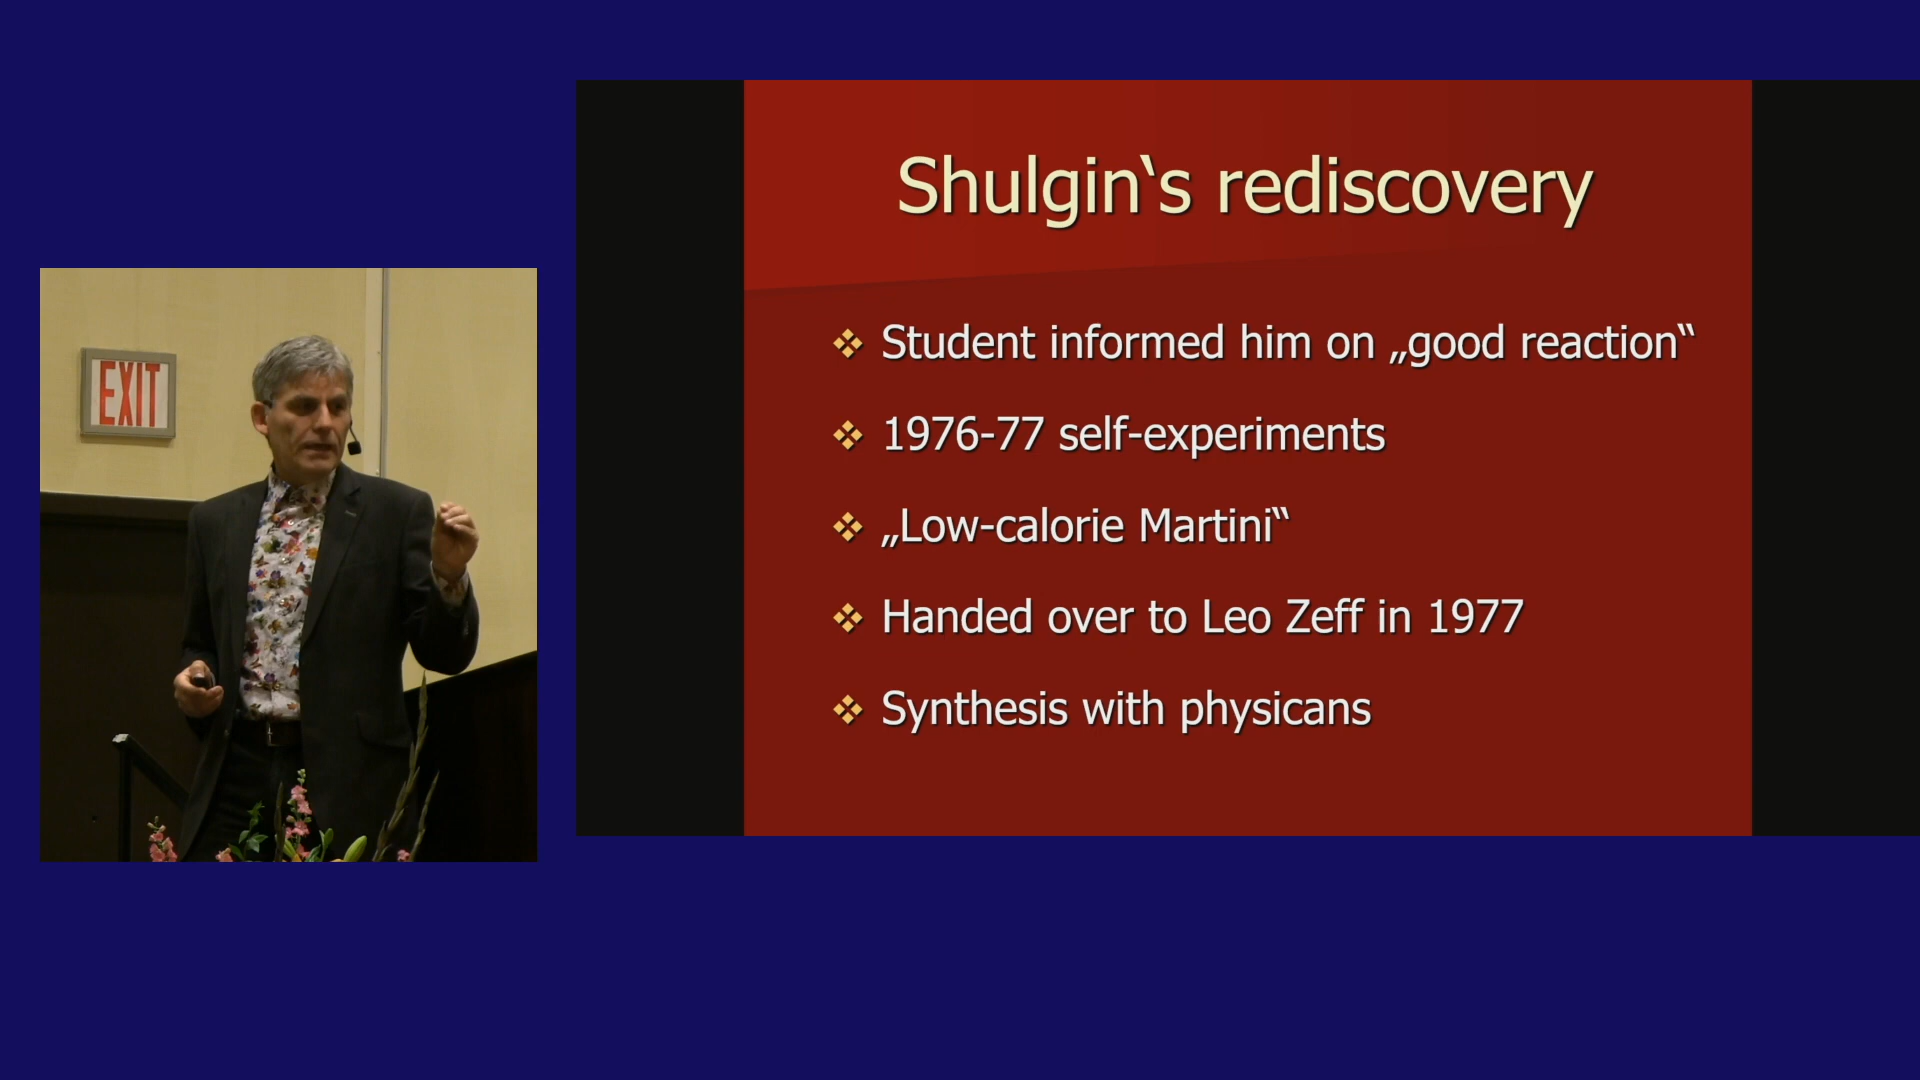 EXIT
Shulgin‘s rediscovery
Student informed him on „good reaction“
1976-77 self-experiments
„Low-calorie Martini“
Handed over to Leo Zeff in 1977
Synthesis with physicans